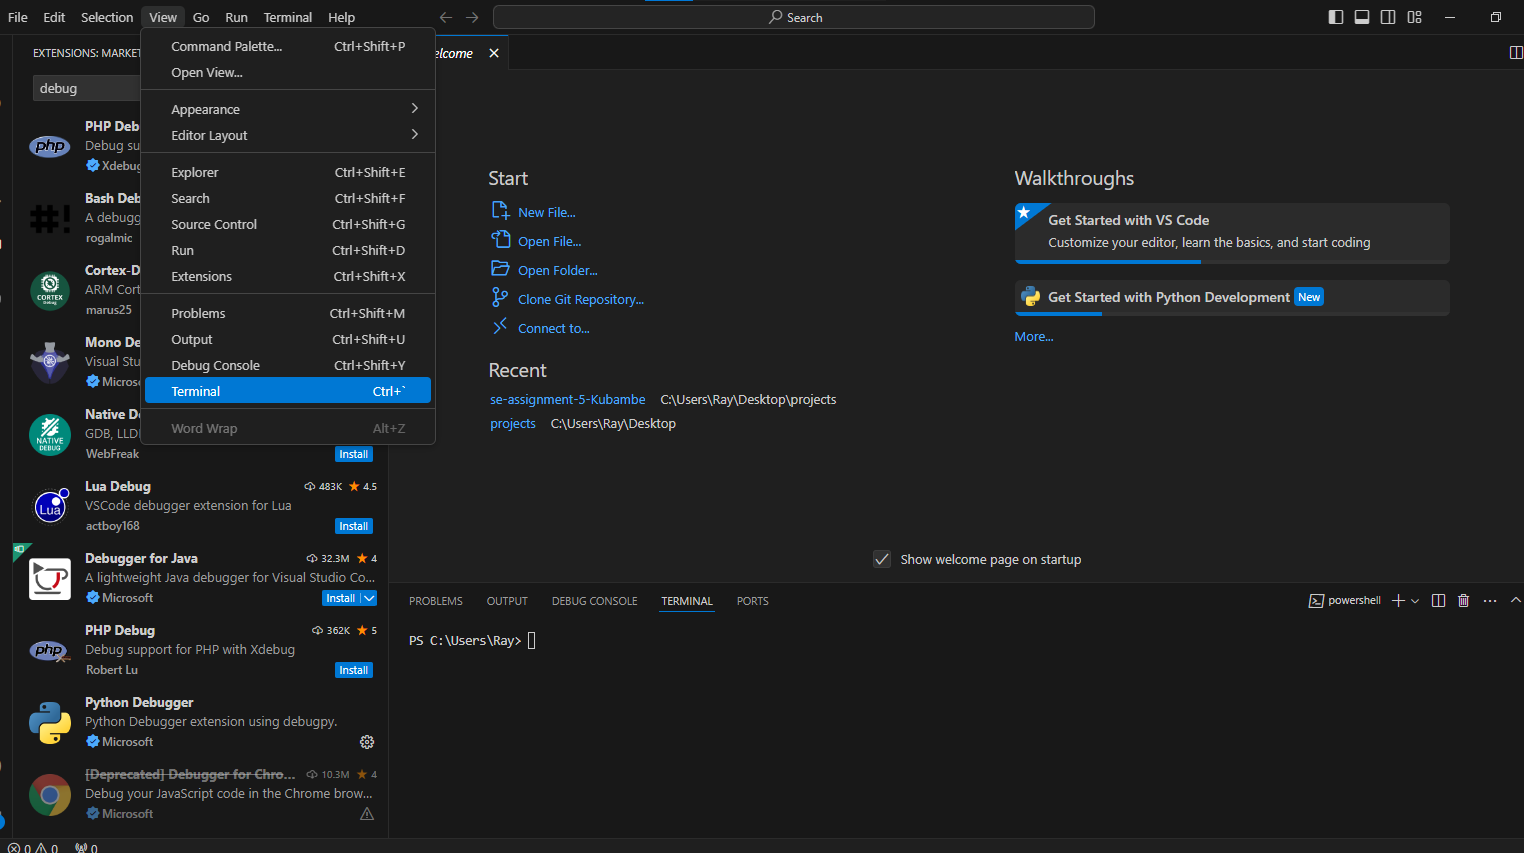 File Edit Selection View Go Run Terminal Help
Search
EXTENSIONS: MARKET
debug
Command Palette... Ctrl+Shift+P
Open View...
Appearance
Editor Layout
Explorer Ctrl+Shift+E
Search Ctrl+Shift+F
Source Control Ctrl+Shift+G
Run Ctrl+Shift+D
Extensions Ctrl+Shift+X
Problems Ctrl+Shift+M
Output Ctrl+Shift+U
Debug Console Ctrl+Shift+Y
Terminal Ctrl+`
Word Wrap Alt+Z
php
PHP Deb
Debug su
Xdebug
#!
Bash Deb
A debugg
rogalmic
CORTEX
Debug
Cortex-D
ARM Cort
marus25
Mono De
Visual Stu
Micros
NATIVE
DEBUG
Native D
GDB, LLD
WebFreak
Install
Lua
Lua Debug 483K 4.5
VSCode debugger extension for Lua
actboy168
Install
Debugger for Java 32.3M 4
A lightweight Java debugger for Visual Studio Co...
Microsoft
Install
php
PHP Debug 362K 5
Debug support for PHP with Xdebug
Robert Lu
Install
Python Debugger
Python Debugger extension using debugpy.
Microsoft
[Deprecated] Debugger for Chro... 10.3M 4
Debug your JavaScript code in the Chrome brow...
Microsoft
elcome
Start
New File...
Open File...
Open Folder...
Clone Git Repository...
Connect to...
Recent
se-assignment-5-Kubambe C:\Users\Ray\Desktop\projects
projects C:\Users\Ray\Desktop
Walkthroughs
Get Started with VS Code
Customize your editor, learn the basics, and start coding
Get Started with Python Development New
More...
Show welcome page on startup
PROBLEMS OUTPUT DEBUG CONSOLE TERMINAL PORTS
powershell
PS C:\Users\Ray>
0 0 0